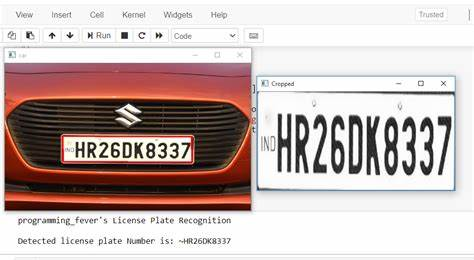 View Insert Cell Kernel Widgets Help Trusted
Run Code
car
Cropped
IND HR26DK8337
IND HR26DK8337
programming_fever's License Plate Recognition
Detected license plate Number is: ~HR26DK8337